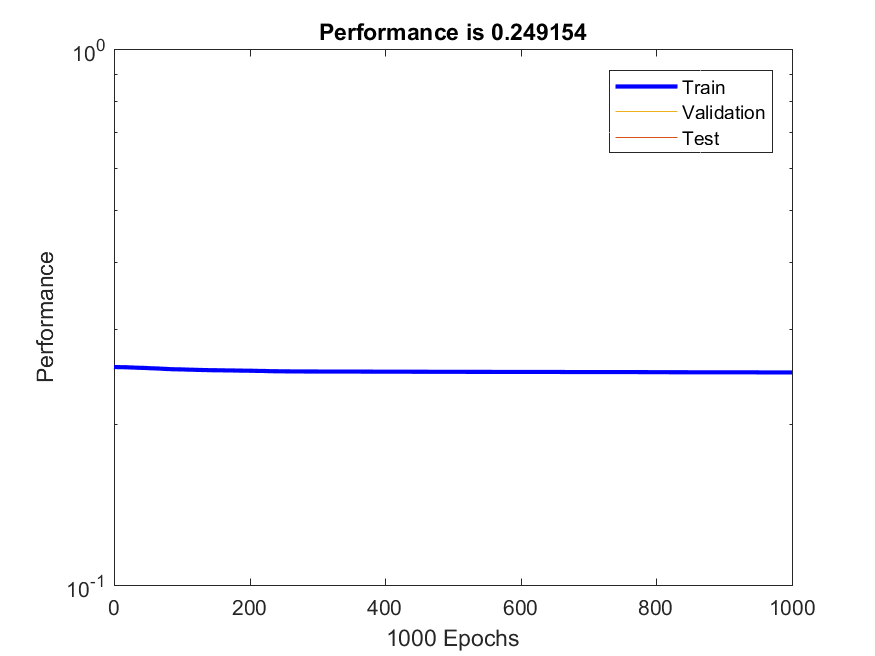 Performance is 0.249154
10^0
Train
Validation
Test
Performance
10^-1
0 200 400 600 800 1000
1000 Epochs